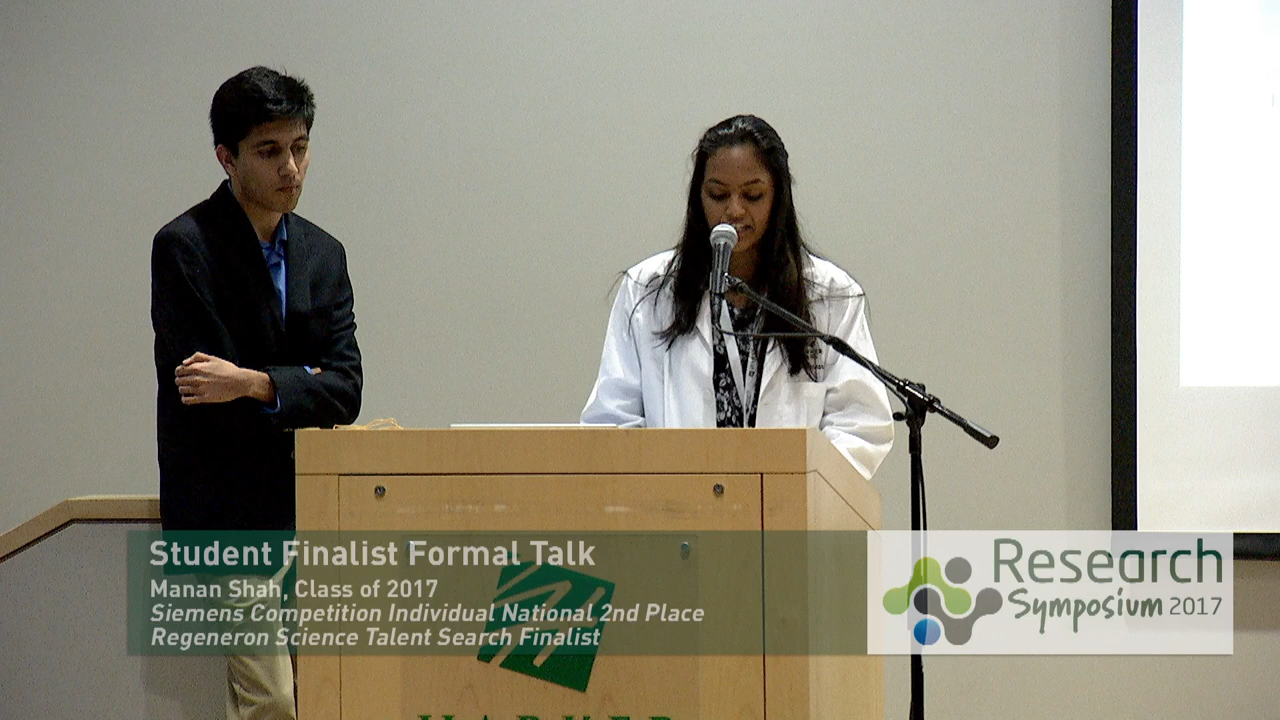 Student Finalist Formal Talk
Manan Shah, Class of 2017
Siemens Competition Individual National 2nd Place
Regeneron Science Talent Search Finalist
Research
Symposium 2017
HARKER